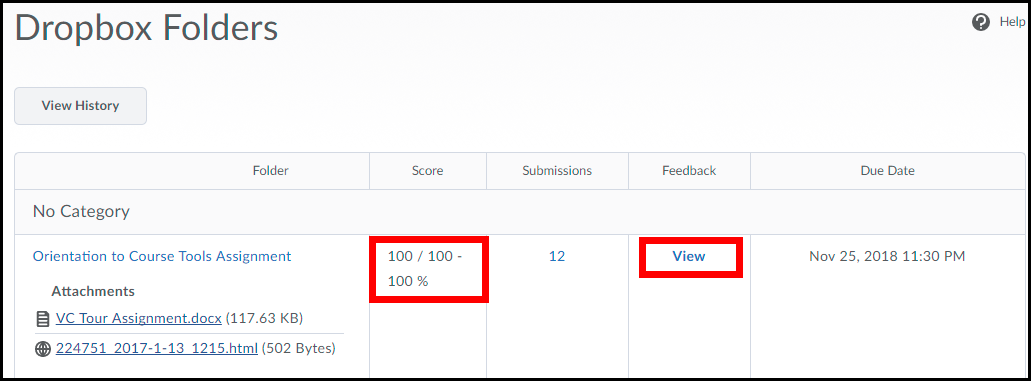 Dropbox Folders
Help
View History
Folder Score Submissions Feedback Due Date
No Category
Orientation to Course Tools Assignment 100 / 100 - 12 View Nov 25, 2018 11:30 PM
100 %
Attachments
VC Tour Assignment.docx (117.63 KB)
224751_2017-1-13_1215.html (502 Bytes)